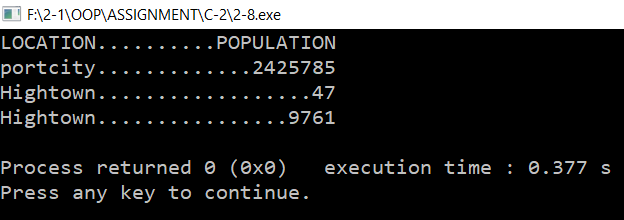 F:\2-1\OOP\ASSIGNMENT\C-2\2-8.exe
LOCATION..........POPULATION
portcity.............2425785
Hightown..................47
Hightown................9761
Process returned 0 (0x0)   execution time : 0.377 s
Press any key to continue.